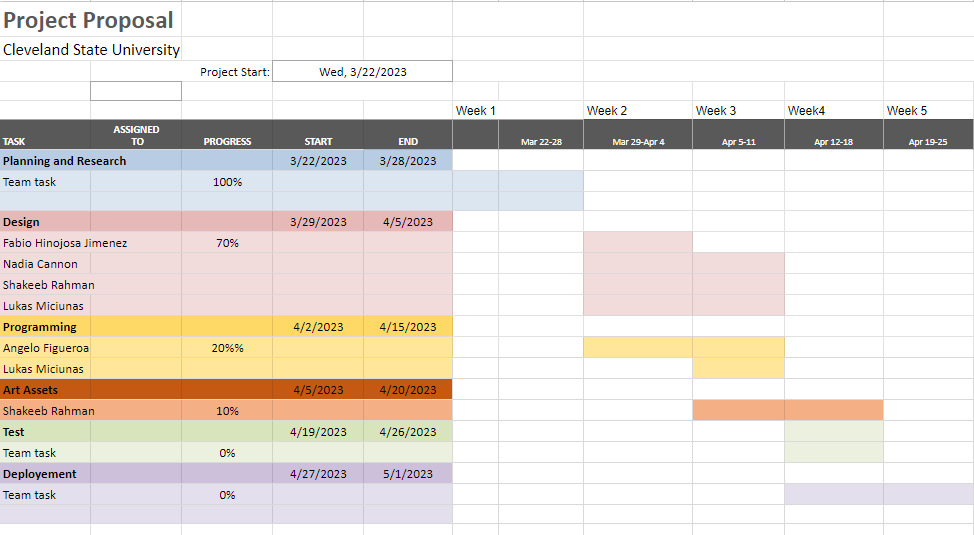 Project Proposal
Cleveland State University
Project Start: Wed, 3/22/2023
Week 1 Week 2 Week 3 Week4 Week 5
TASK ASSIGNED TO PROGRESS START END Mar 22-28 Mar 29-Apr 4 Apr 5-11 Apr 12-18 Apr 19-25
Planning and Research 3/22/2023 3/28/2023
Team task 100%
Design 3/29/2023 4/5/2023
Fabio Hinojosa Jimenez 70%
Nadia Cannon
Shakeeb Rahman
Lukas Miciunas
Programming 4/2/2023 4/15/2023
Angelo Figueroa 20%%
Lukas Miciunas
Art Assets 4/5/2023 4/20/2023
Shakeeb Rahman 10%
Test 4/19/2023 4/26/2023
Team task 0%
Deployement 4/27/2023 5/1/2023
Team task 0%